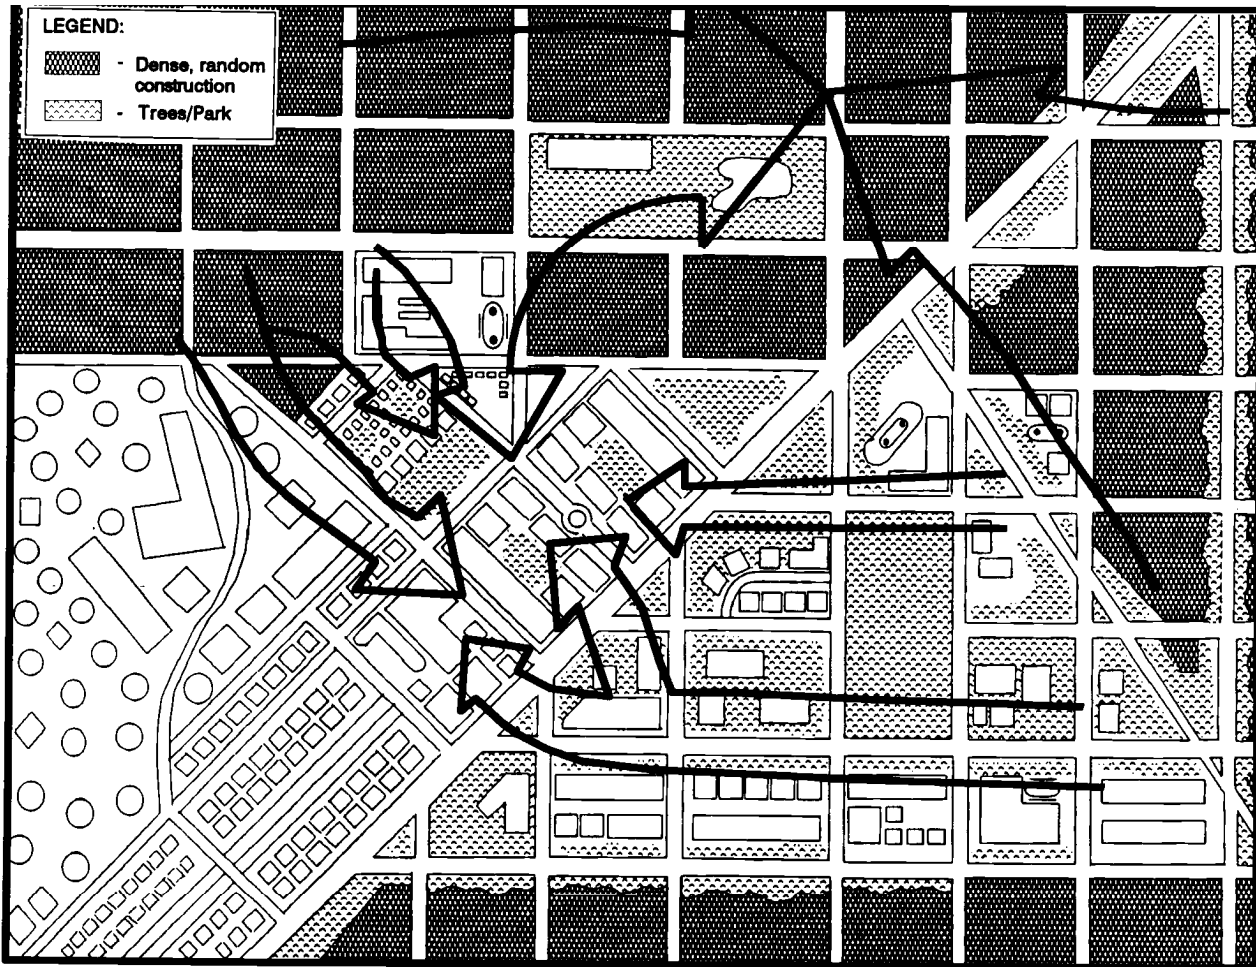 LEGEND:
- Dense, random
construction
- Trees/Park